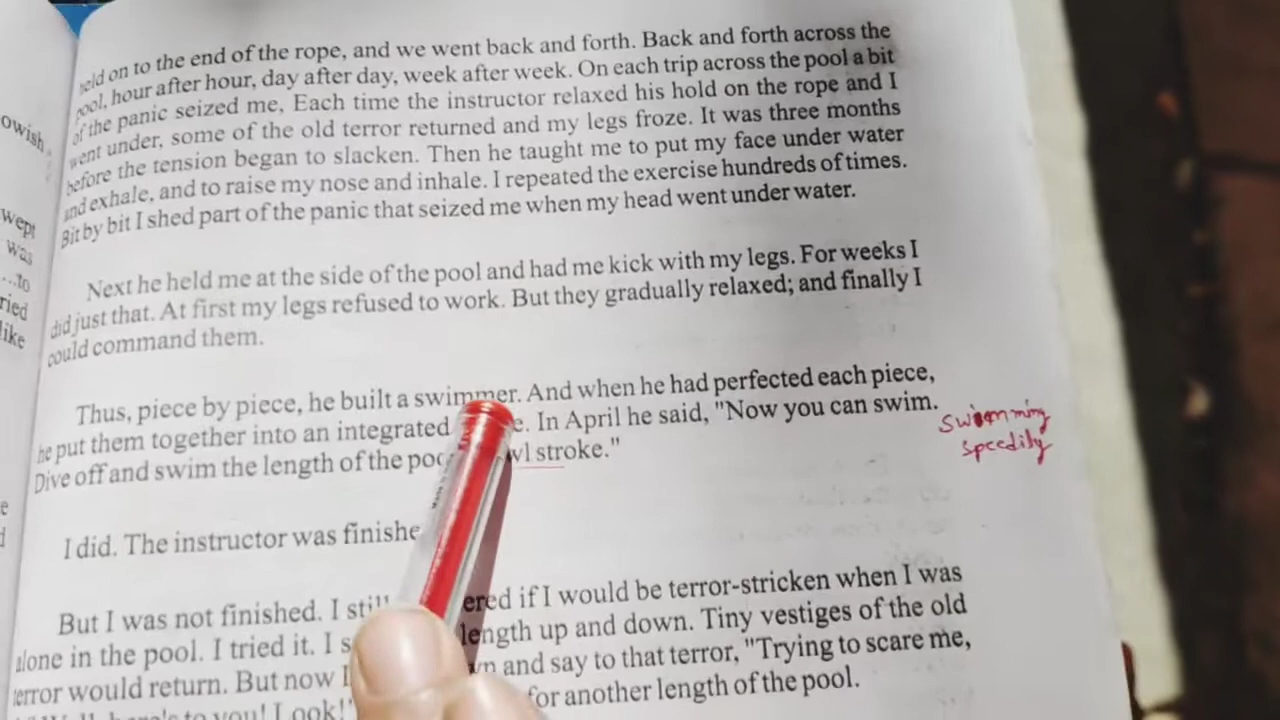 owish
wept
was
...to
ried
like
held on to the end of the rope, and we went back and forth. Back and forth across the
pool, hour after hour, day after day, week after week. On each trip across the pool a bit
of the panic seized me, Each time the instructor relaxed his hold on the rope and I
went under, some of the old terror returned and my legs froze. It was three months
before the tension began to slacken. Then he taught me to put my face under water
and exhale, and to raise my nose and inhale. I repeated the exercise hundreds of times.
Bit by bit I shed part of the panic that seized me when my head went under water.
Next he held me at the side of the pool and had me kick with my legs. For weeks I
did just that. At first my legs refused to work. But they gradually relaxed; and finally I
could command them.
Thus, piece by piece, he built a swimmer. And when he had perfected each piece,
he put them together into an integrated e. In April he said, "Now you can swim.
Dive off and swim the length of the poo wl stroke."
Swimming
speedily
I did. The instructor was finishe
But I was not finished. I still ered if I would be terror-stricken when I was
alone in the pool. I tried it. I s length up and down. Tiny vestiges of the old
terror would return. But now I wn and say to that terror, "Trying to scare me,
here's to you! Look!" for another length of the pool.